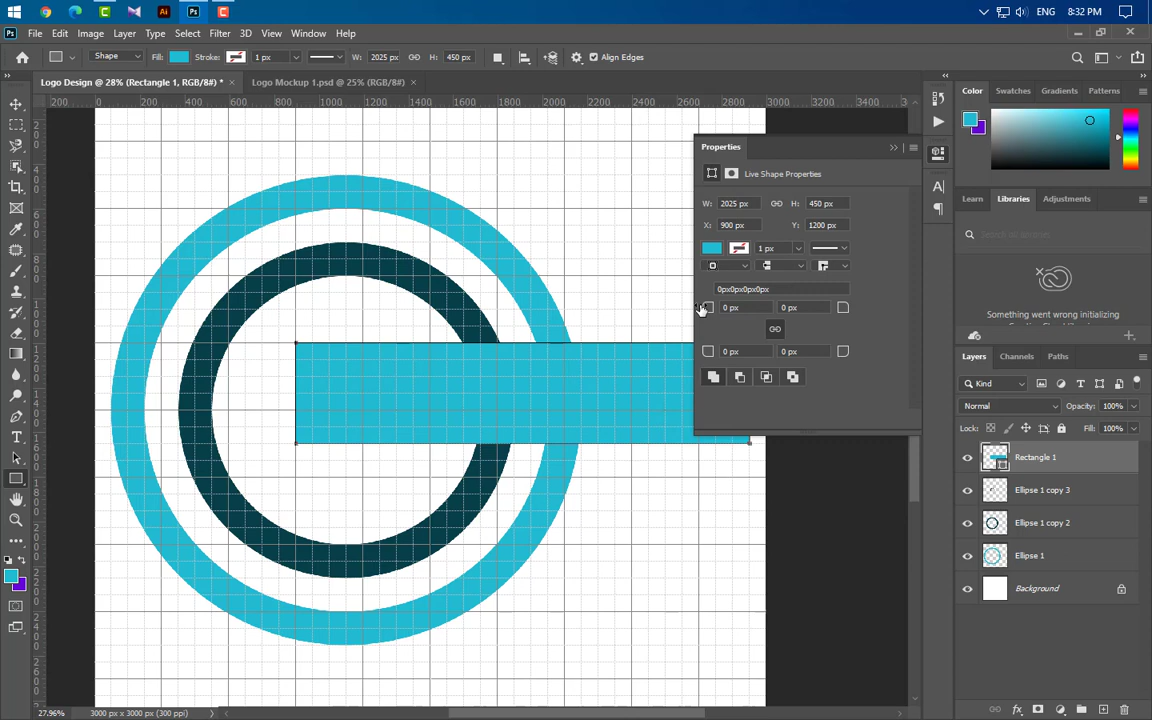 ENG 8:32 PM
Ps File Edit Image Layer Type Select Filter 3D View Window Help
Shape Fill: Stroke: 1 px W: 2025 px H: 450 px Align Edges
Logo Design @ 28% (Rectangle 1, RGB/8#) * × Logo Mockup 1.psd @ 25% (RGB/8#) ×
200 0 200 400 600 800 1000 1200 1400 1600 1800 2000 2200 2400 2600 2800 3000 3200 3400
Color Swatches Gradients Patterns
Properties
Live Shape Properties
W: 2025 px H: 450 px
X: 900 px Y: 1200 px
1 px
0px0px0px0px
0 px 0 px
0 px 0 px
Learn Libraries Adjustments
Something went wrong initializing
Layers Channels Paths
Kind
Normal Opacity: 100%
Lock: Fill: 100%
Rectangle 1
Ellipse 1 copy 3
Ellipse 1 copy 2
Ellipse 1
Background
27.96% 3000 px x 3000 px (300 ppi)